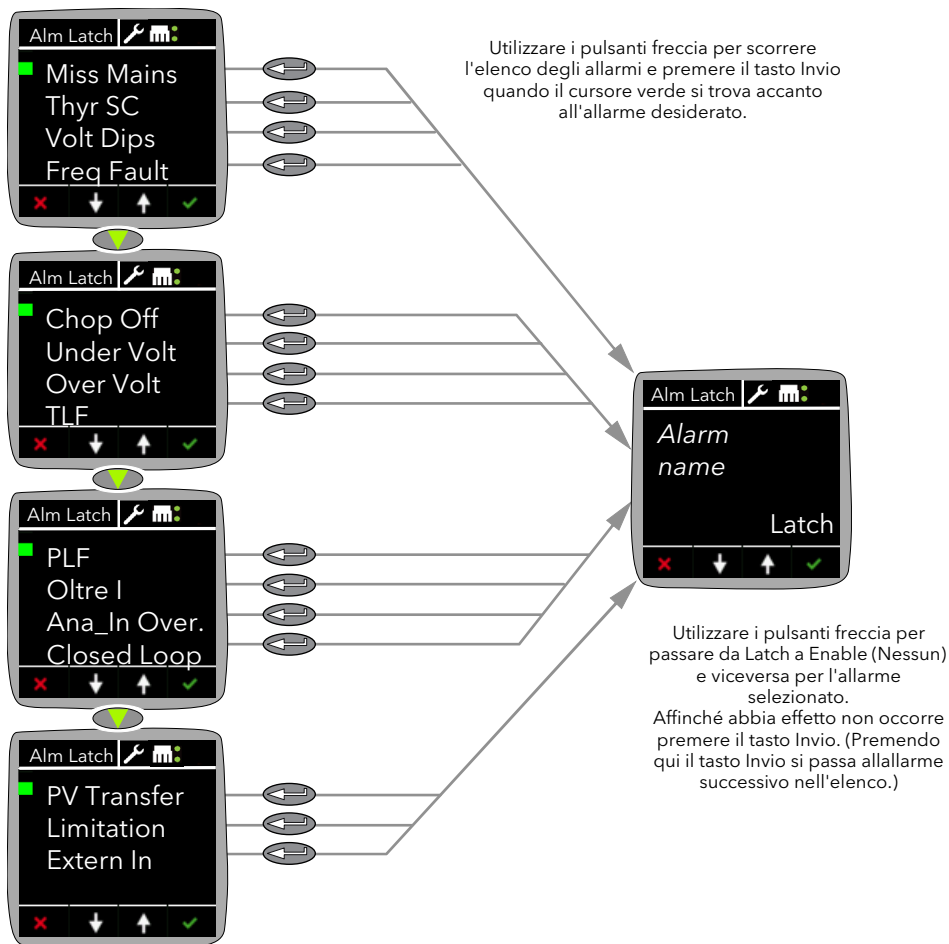 Alm Latch
Miss Mains
Thyr SC
Volt Dips
Freq Fault
Utilizzare i pulsanti freccia per scorrere
l'elenco degli allarmi e premere il tasto Invio
quando il cursore verde si trova accanto
all'allarme desiderato.
Alm Latch
Chop Off
Under Volt
Over Volt
TLF
Alm Latch
Alarm
name
Latch
Alm Latch
PLF
Oltre I
Ana_In Over.
Closed Loop
Utilizzare i pulsanti freccia per
passare da Latch a Enable (Nessun)
e viceversa per l'allarme
selezionato.
Affinché abbia effetto non occorre
premere il tasto Invio. (Premendo
qui il tasto Invio si passa allallarme
successivo nell'elenco.)
Alm Latch
PV Transfer
Limitation
Extern In